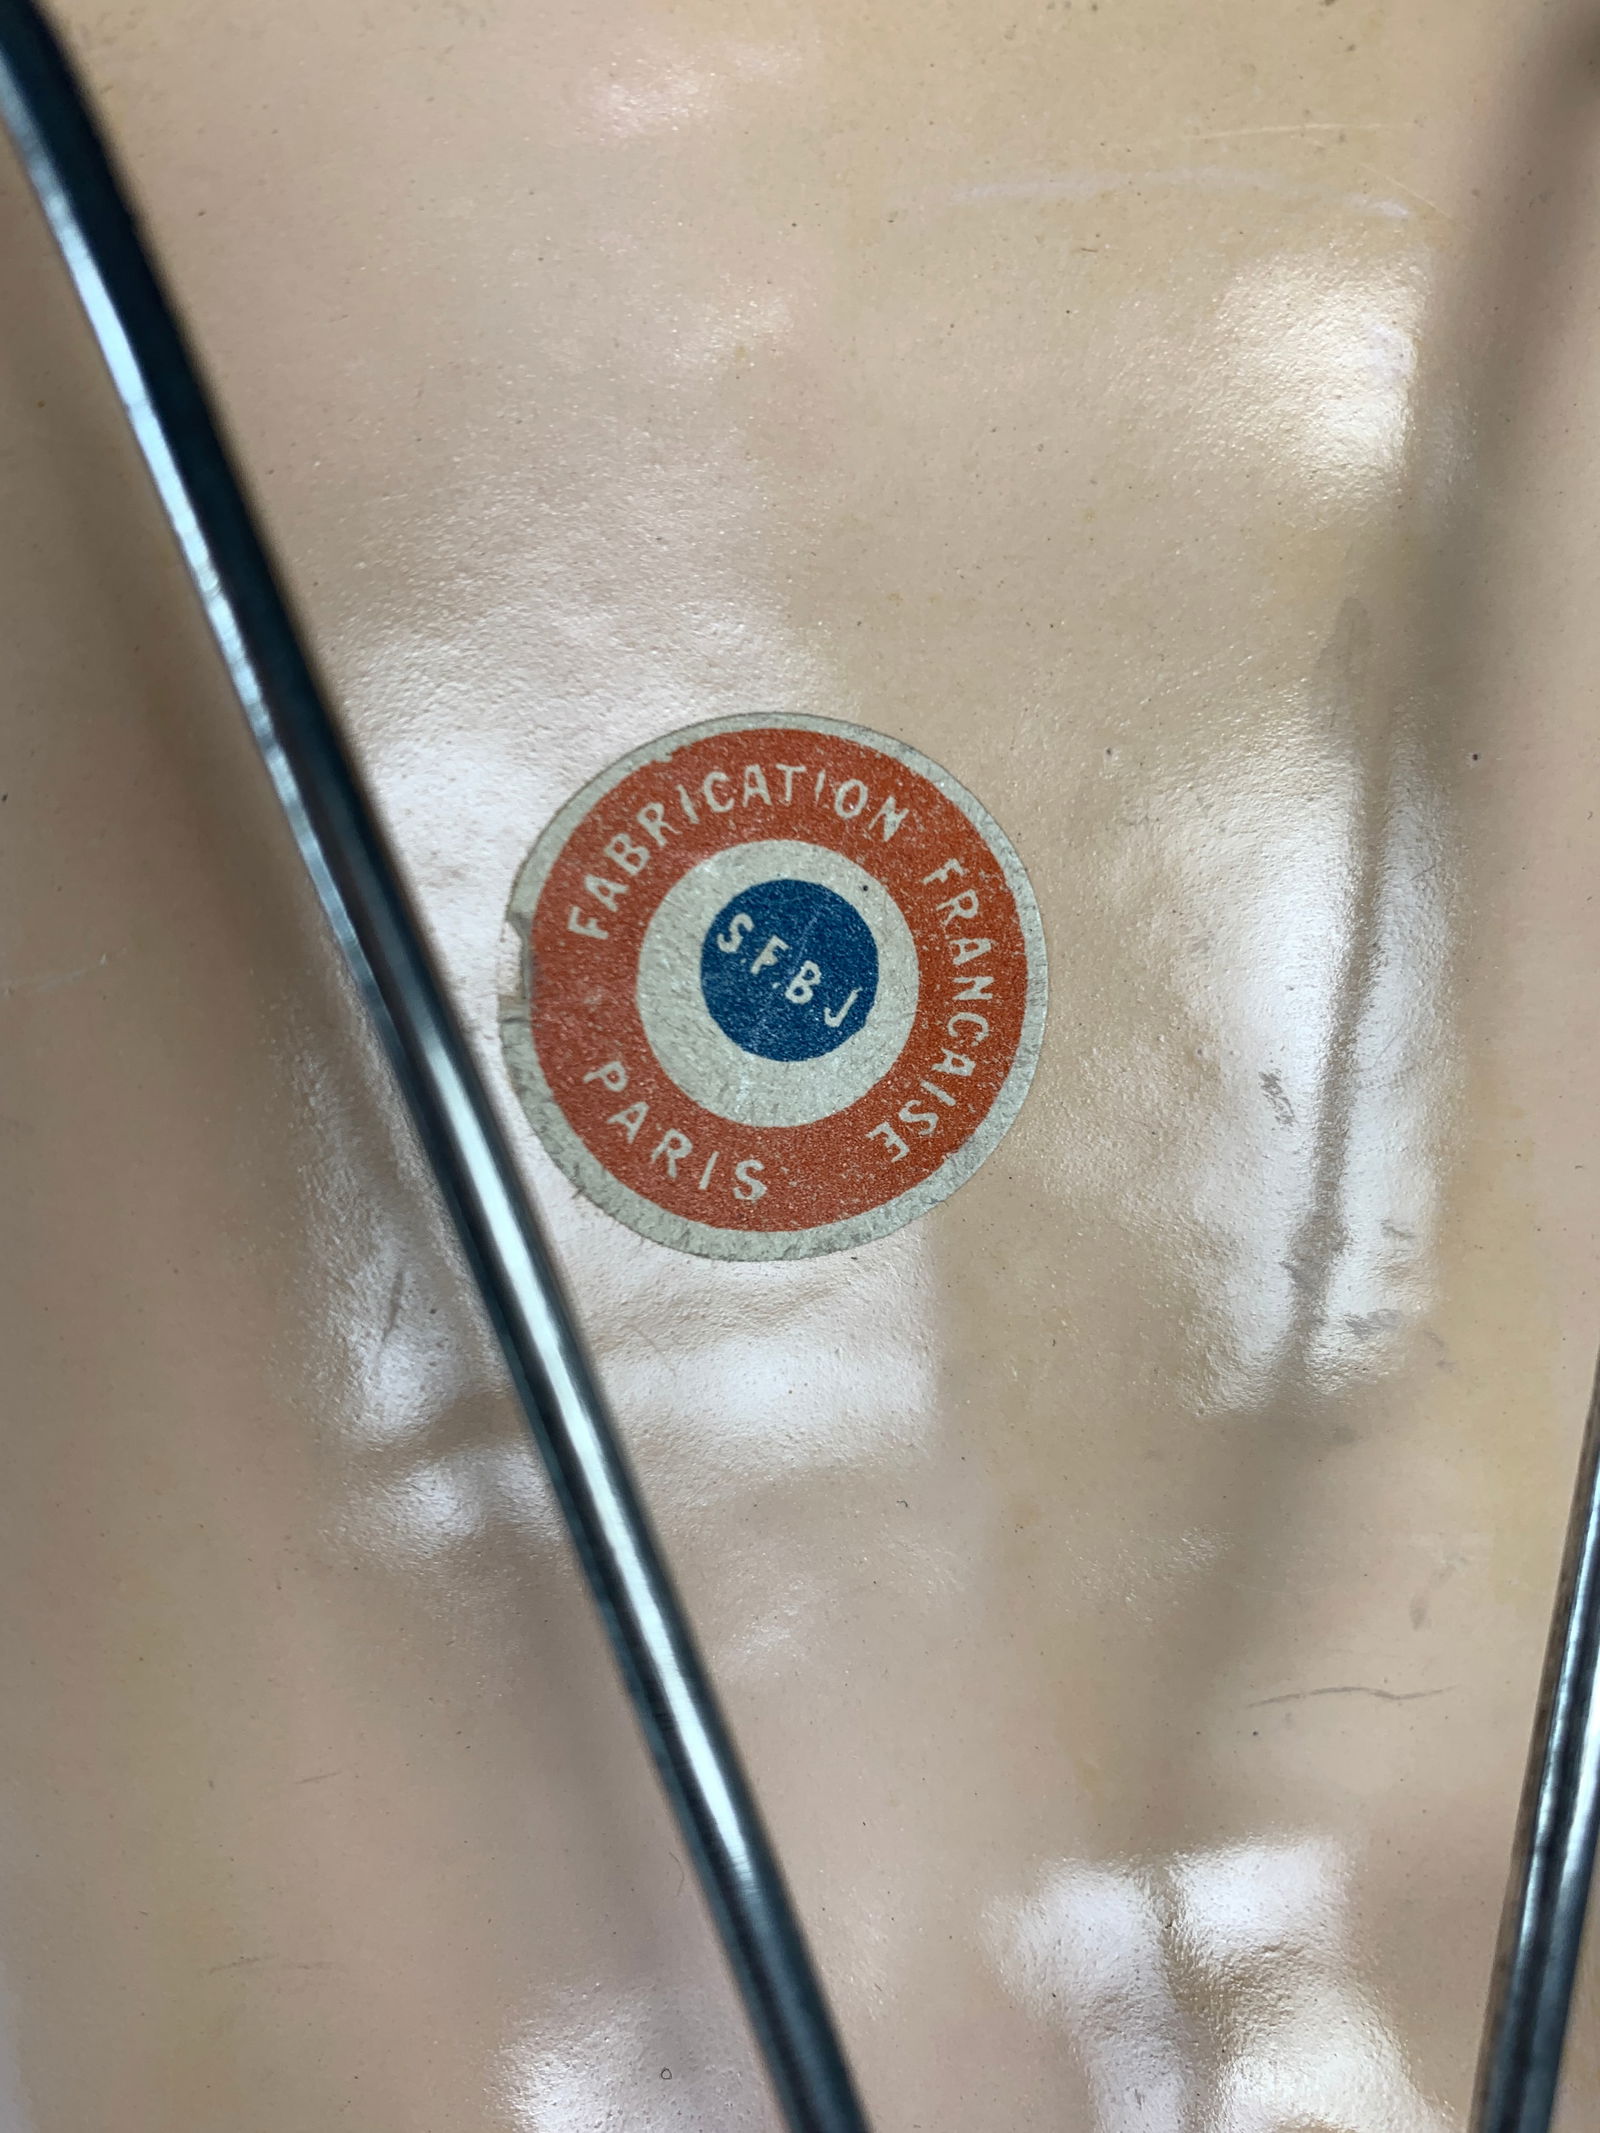 FABRICATION FRANCAISE
PARIS
S.F.B J